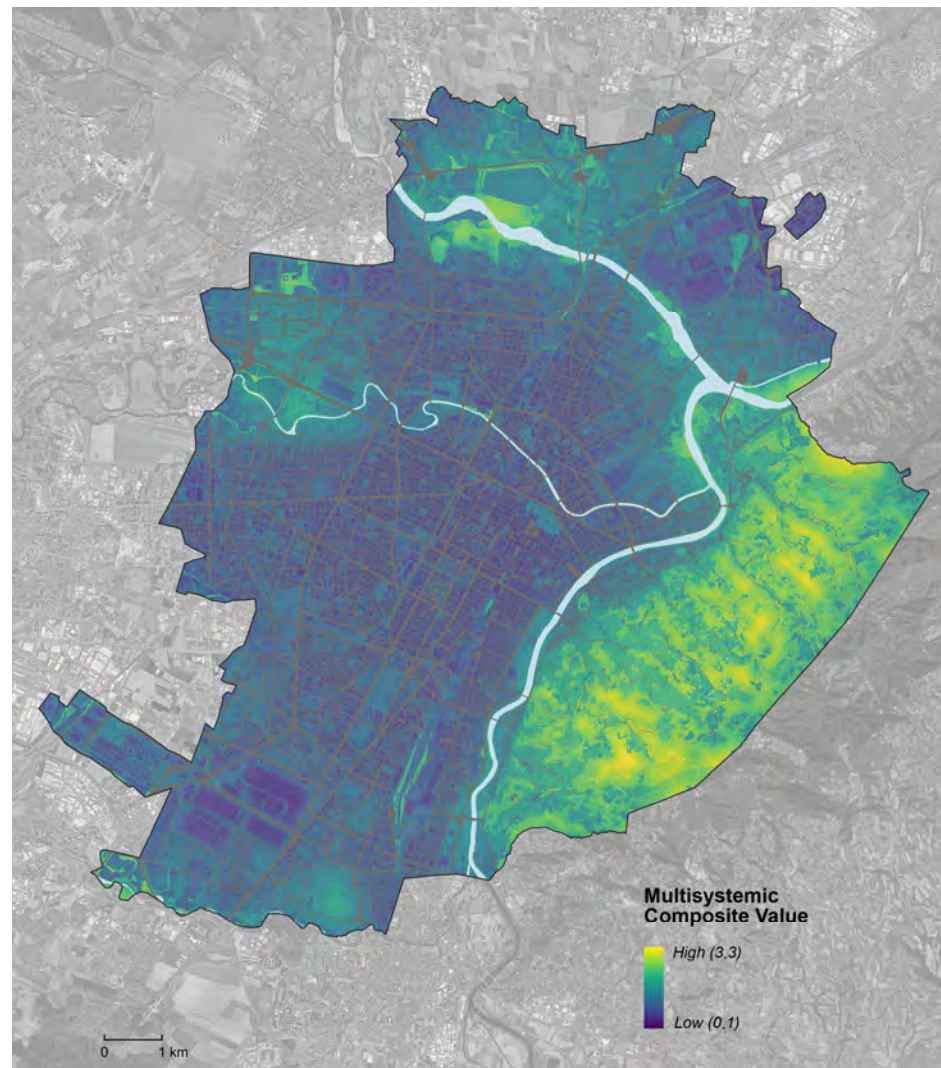 Multisystemic
Composite Value
High (3,3)
Low (0,1)
0 1 km